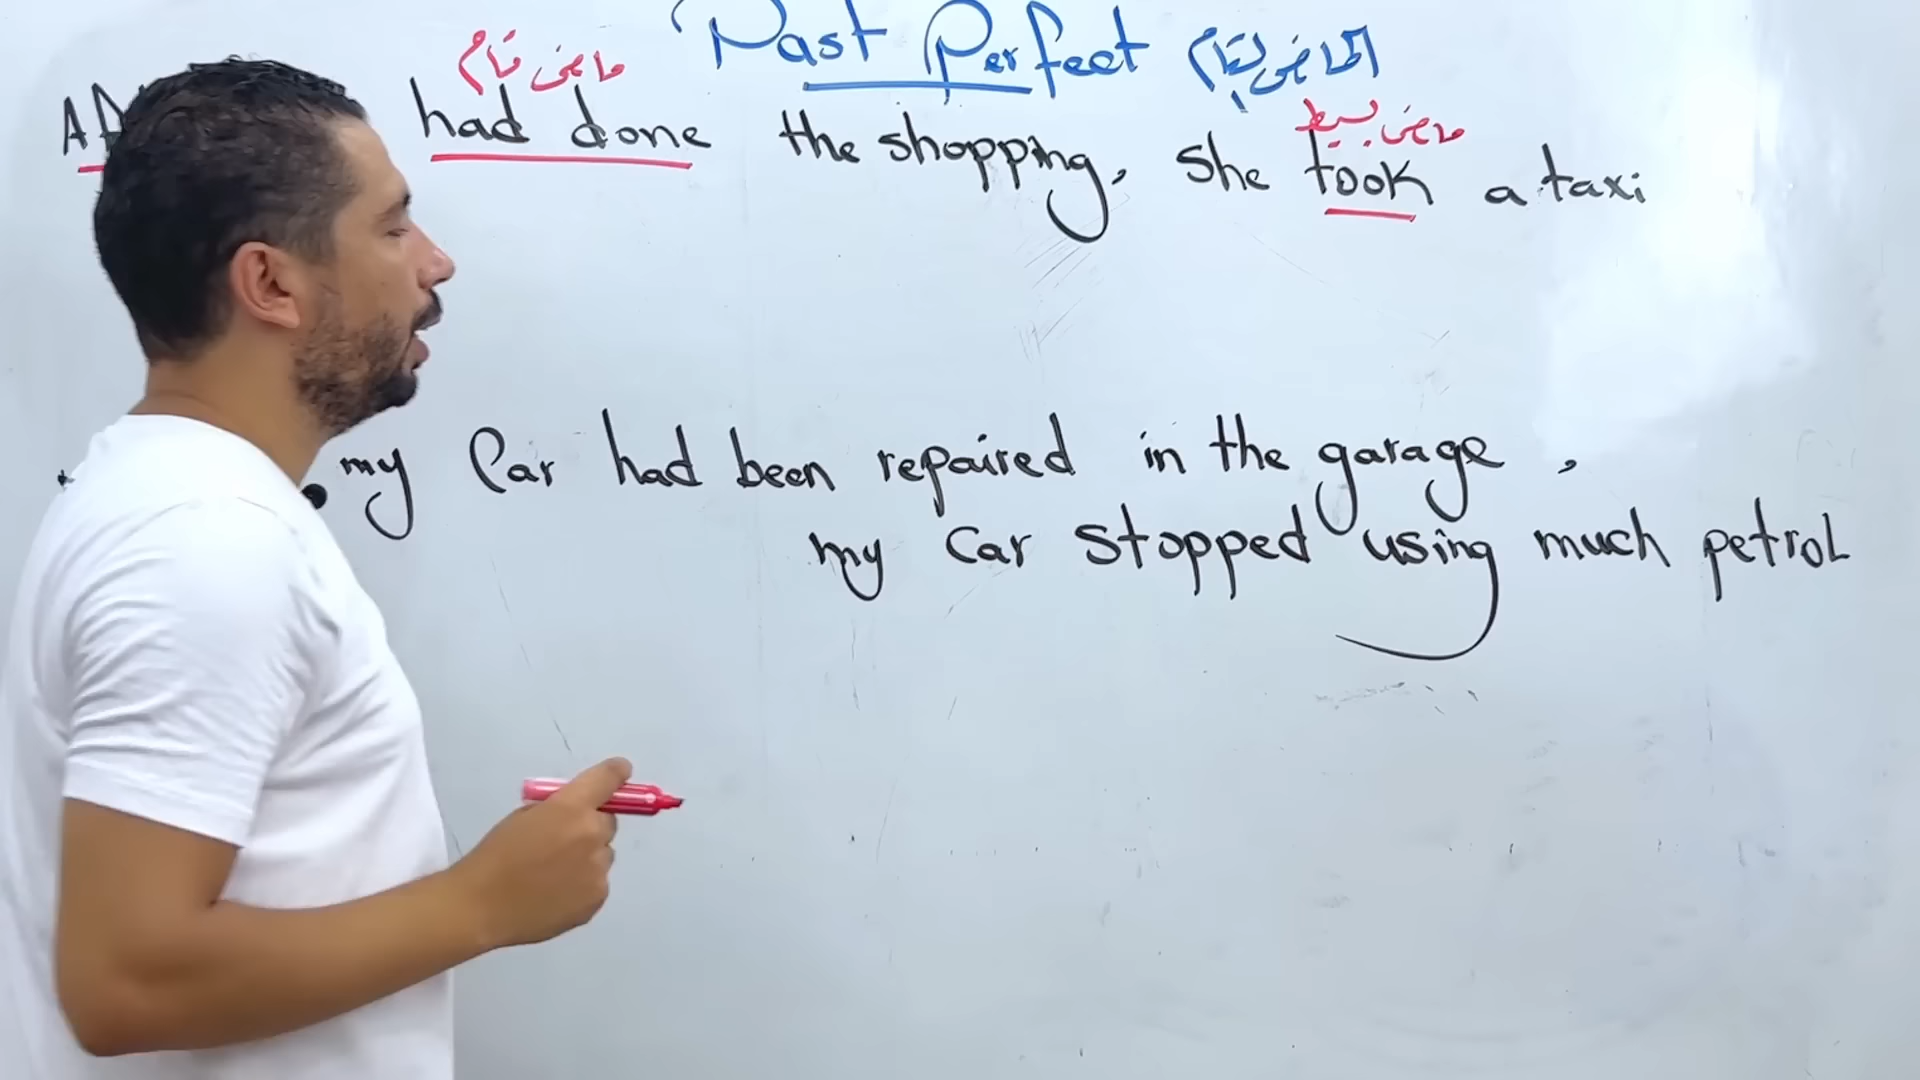 Past Perfect الماضي التام
ماضي تام
ماضي بسيط
had done the shopping, she took a taxi
my Car had been repaired in the garage,
my Car stopped using much petrol